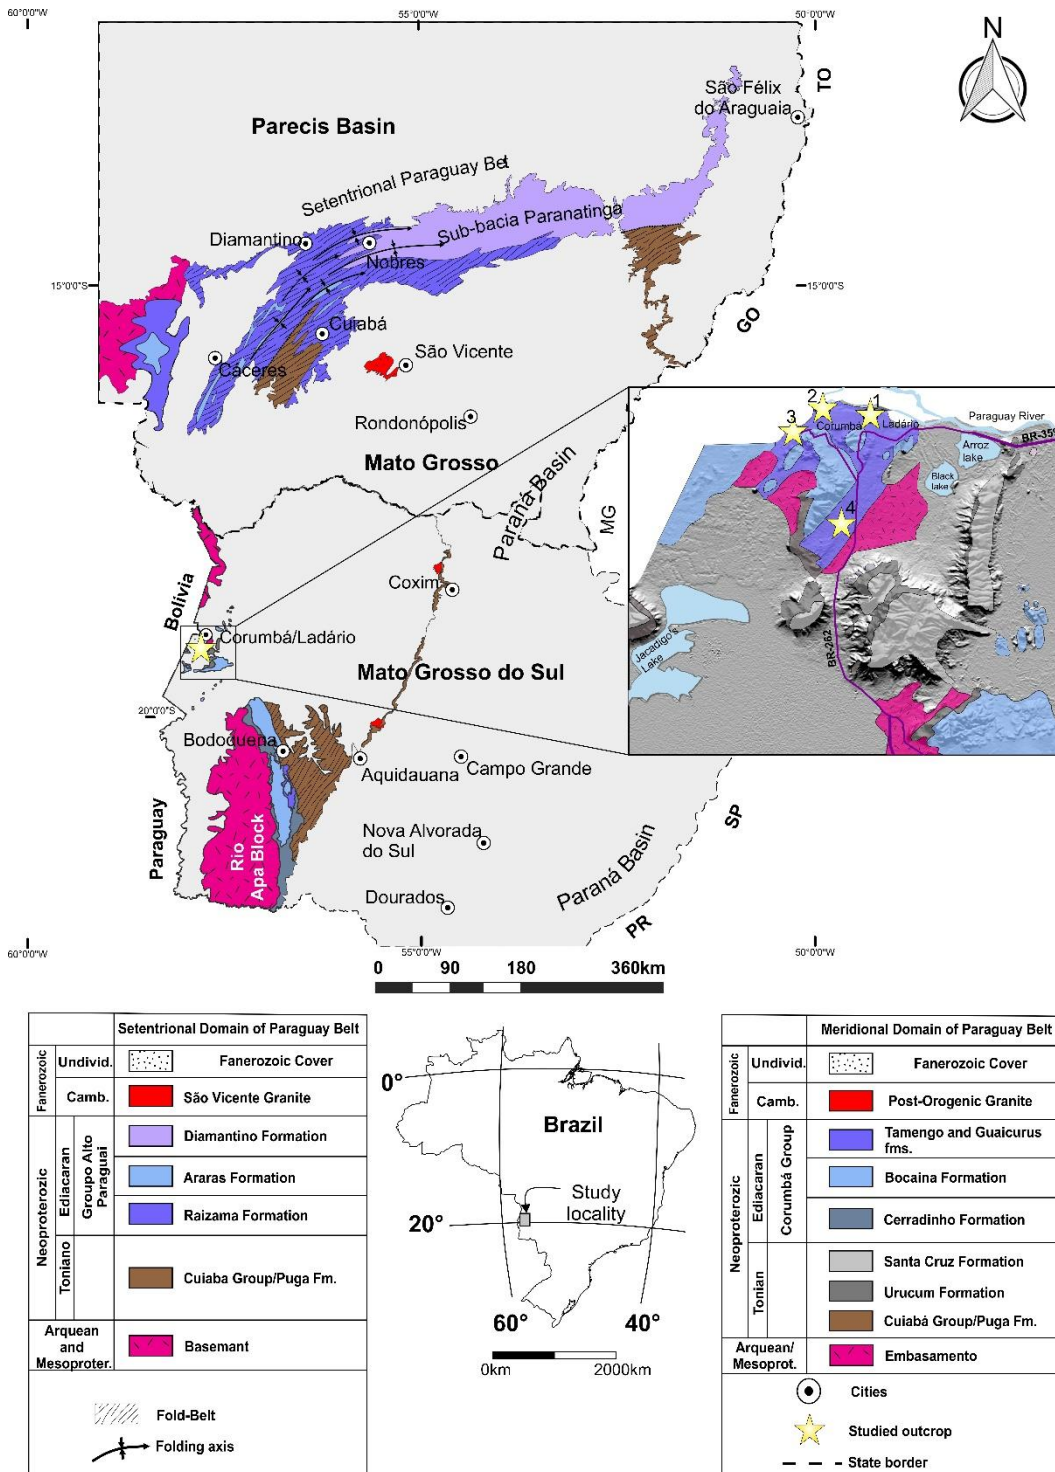 60°0'0"W
55°0'0"W
50°0'0"W
N
TO
São Félix
do Araguaia
Parecis Basin
Setentrional Paraguay Belt
Sub-bacia Paranatinga
Diamantino
Nobres
15°0'0"S
15°0'0"S
GO
Cuiabá
São Vicente
Cáceres
Rondonópolis
Mato Grosso
Paraná Basin
MG
2
1
3
Corumbá
Ladário
Paraguay River
BR-359
Arroz
lake
Black
lake
4
BR-262
Jacadigo's
Lake
Coxim
Bolivia
Corumbá/Ladário
Mato Grosso do Sul
20°0'0"S
Bodoquena
Aquidauana
Campo Grande
Paraguay
Rio
Apa Block
Nova Alvorada
do Sul
SP
Paraná Basin
Dourados
PR
60°0'0"W
55°0'0"W
50°0'0"W
0 90 180 360km
Setentrional Domain of Paraguay Belt
Fanerozoic
Undivid.
Fanerozoic Cover
Camb.
São Vicente Granite
Neoproterozic
Ediacaran
Groupo Alto
Paraguai
Diamantino Formation
Araras Formation
Raizama Formation
Toniano
Cuiaba Group/Puga Fm.
Arquean
and
Mesoproter.
Basemant
Fold-Belt
Folding axis
0°
Brazil
Study
locality
20°
60°
40°
0km 2000km
Meridional Domain of Paraguay Belt
Fanerozoic
Undivid.
Fanerozoic Cover
Camb.
Post-Orogenic Granite
Neoproterozic
Ediacaran
Corumbá Group
Tamengo and Guaicurus
fms.
Bocaina Formation
Cerradinho Formation
Tonian
Santa Cruz Formation
Urucum Formation
Cuiabá Group/Puga Fm.
Arquean/
Mesoprot.
Embasamento
Cities
Studied outcrop
State border